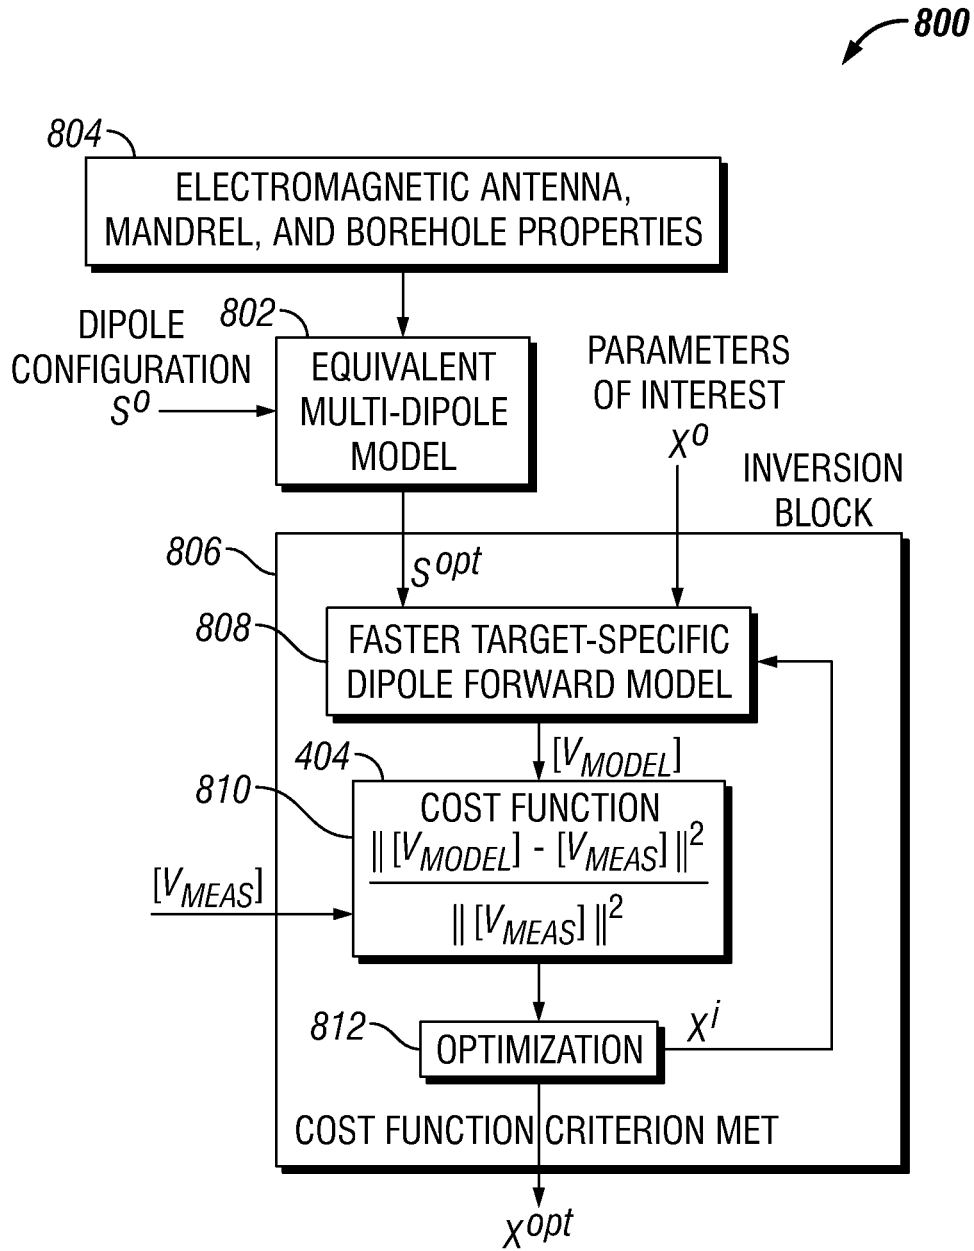 800
804
ELECTROMAGNETIC ANTENNA,
MANDREL, AND BOREHOLE PROPERTIES
802
DIPOLE
CONFIGURATION
S^o
EQUIVALENT
MULTI-DIPOLE
MODEL
PARAMETERS
OF INTEREST
X^o
INVERSION
BLOCK
806
S^opt
808
FASTER TARGET-SPECIFIC
DIPOLE FORWARD MODEL
[V_MODEL]
404
810
COST FUNCTION
|| [V_MODEL] - [V_MEAS] ||^2
|| [V_MEAS] ||^2
[V_MEAS]
812
OPTIMIZATION
X^i
COST FUNCTION CRITERION MET
X^opt